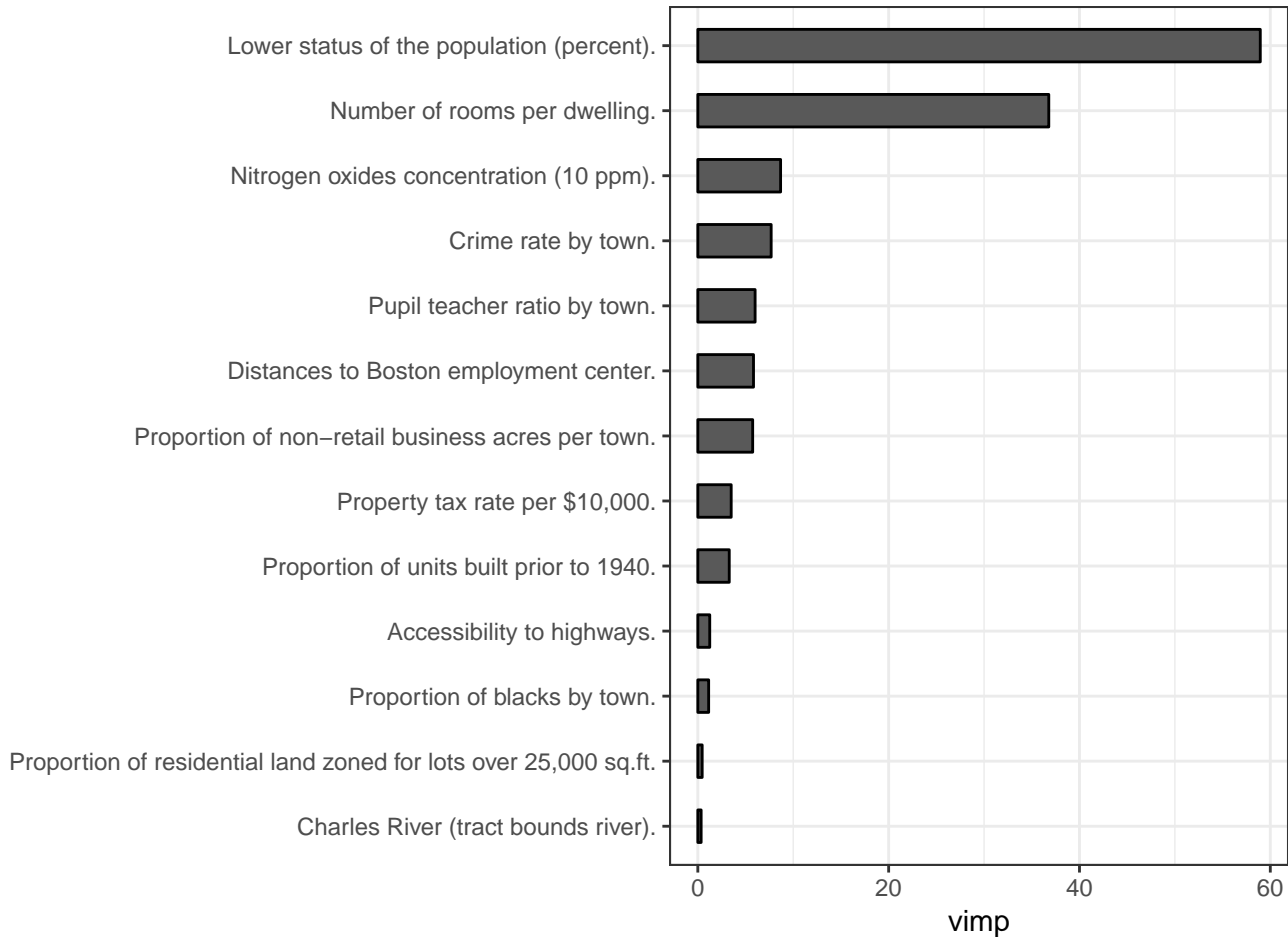 Lower status of the population (percent).
Number of rooms per dwelling.
Nitrogen oxides concentration (10 ppm).
Crime rate by town.
Pupil teacher ratio by town.
Distances to Boston employment center.
Proportion of non−retail business acres per town.
Property tax rate per $10,000.
Proportion of units built prior to 1940.
Accessibility to highways.
Proportion of blacks by town.
Proportion of residential land zoned for lots over 25,000 sq.ft.
Charles River (tract bounds river).
0 20 40 60
vimp